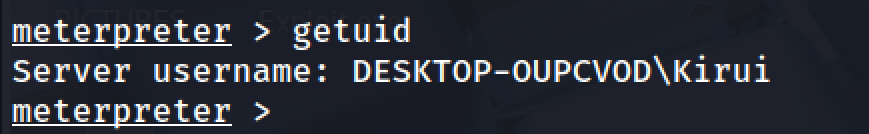 meterpreter > getuid
Server username: DESKTOP-OUPCVOD\Kirui
meterpreter >